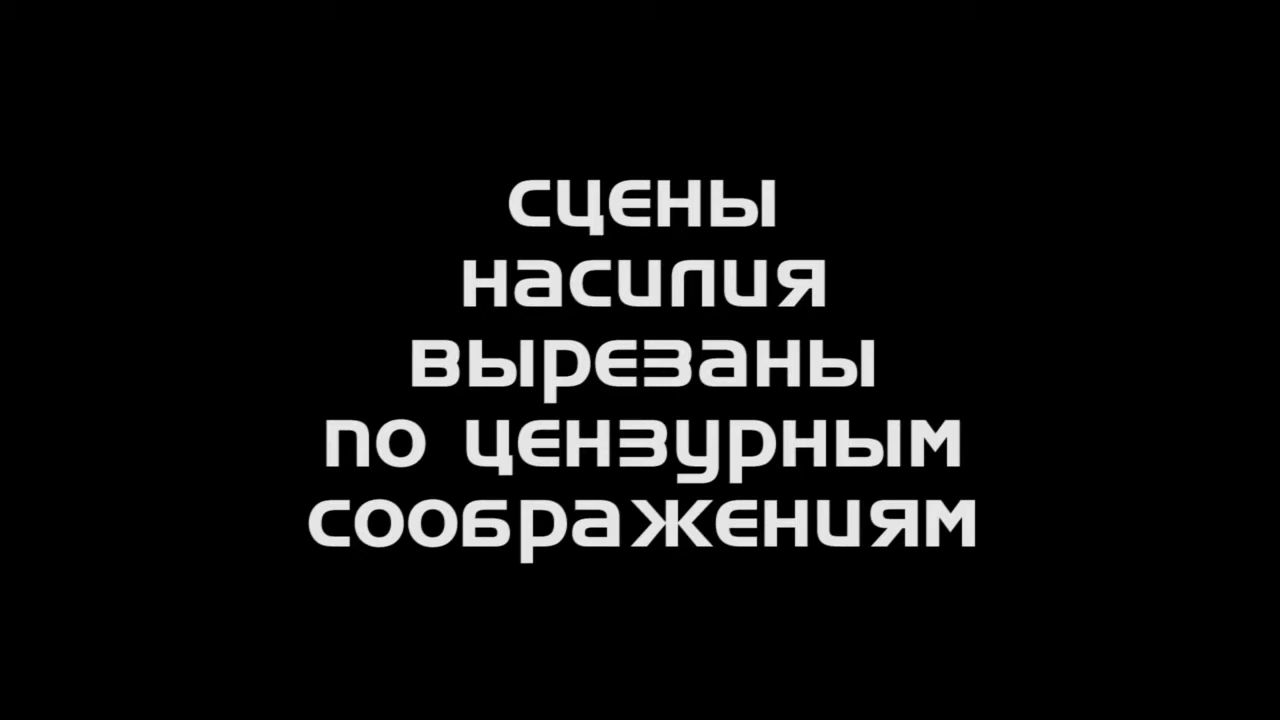 сцены
насилия
вырезаны
по цензурным
соображениям